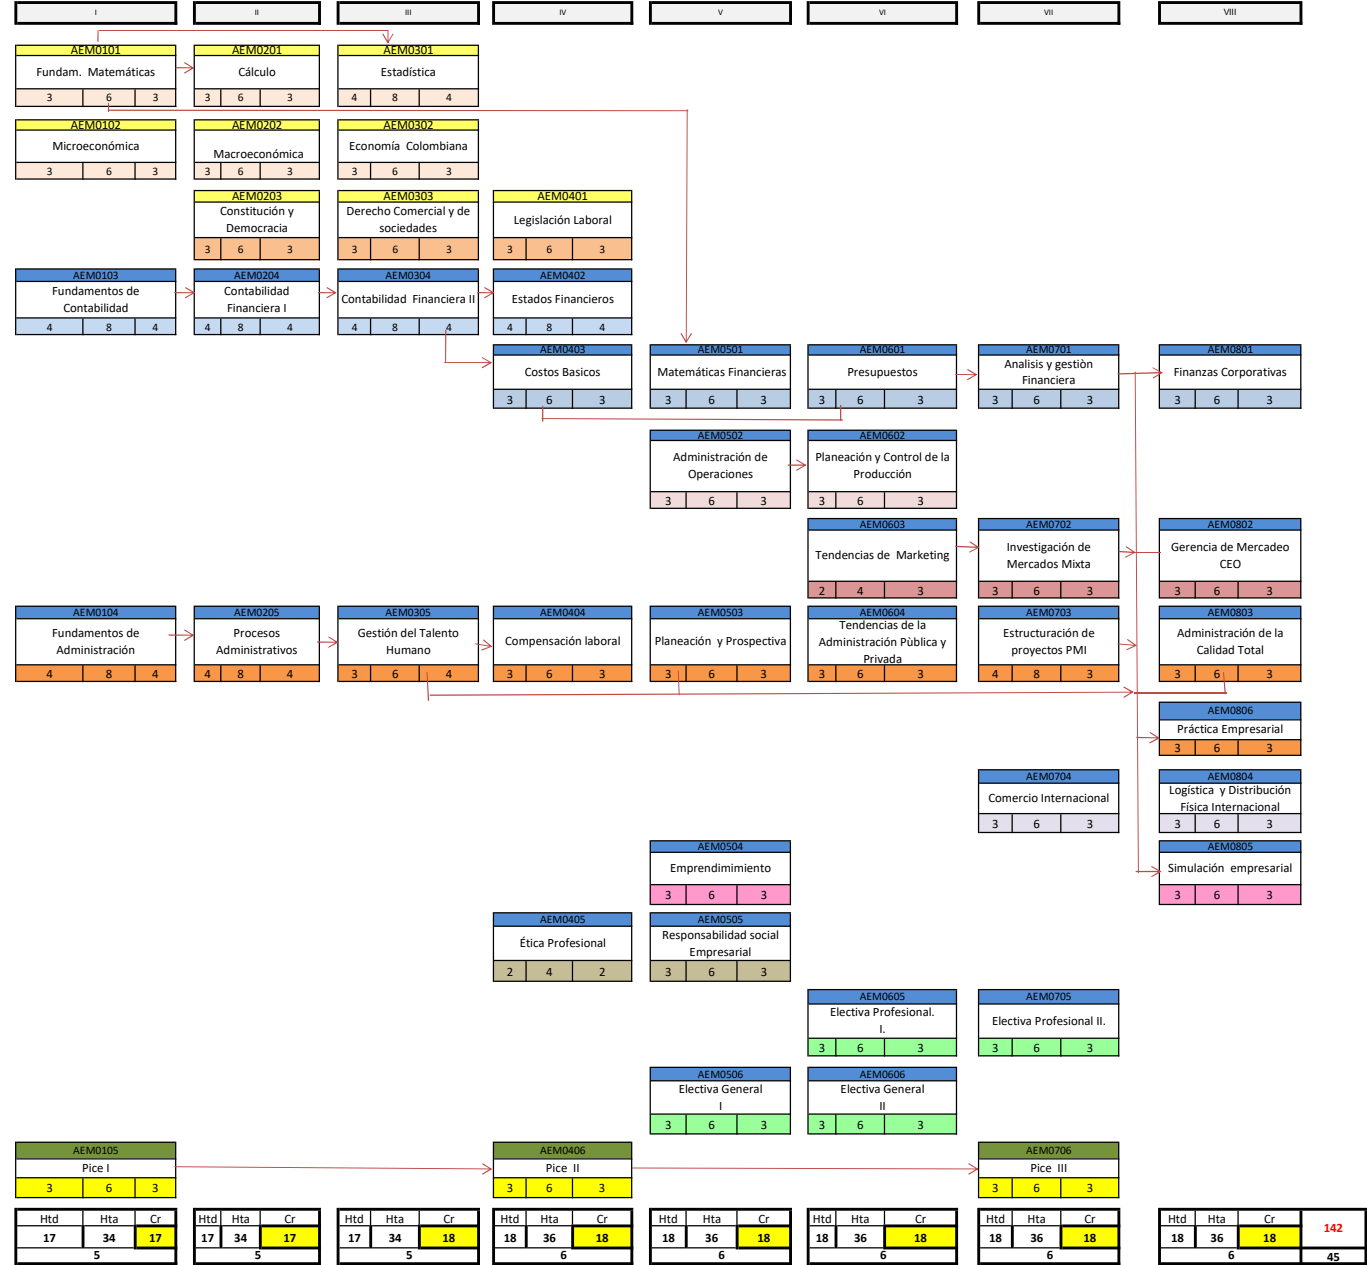 I II III IV V VI VII VIII
AEM0101 AEM0201 AEM0301
Fundam. Matemáticas Cálculo Estadística
3 6 3 3 6 3 4 8 4
AEM0102 AEM0202 AEM0302
Microeconómica Macroeconómica Economía Colombiana
3 6 3 3 6 3 3 6 3
AEM0203 AEM0303 AEM0401
Constitución y Derecho Comercial y de Legislación Laboral
Democracia sociedades
3 6 3 3 6 3 3 6 3
AEM0103 AEM0204 AEM0304 AEM0402
Fundamentos de Contabilidad Contabilidad Financiera II Estados Financieros
Contabilidad Financiera I
4 8 4 4 8 4 4 8 4 4 8 4
AEM0403 AEM0501 AEM0601 AEM0701 AEM0801
Costos Basicos Matemáticas Financieras Presupuestos Analisis y gestiòn Finanzas Corporativas
Financiera
3 6 3 3 6 3 3 6 3 3 6 3 3 6 3
AEM0502 AEM0602
Administración de Planeación y Control de la
Operaciones Producción
3 6 3 3 6 3
AEM0603 AEM0702 AEM0802
Tendencias de Marketing Investigación de Gerencia de Mercadeo
Mercados Mixta CEO
2 4 3 3 6 3 3 6 3
AEM0104 AEM0205 AEM0305 AEM0404 AEM0503 AEM0604 AEM0703 AEM0803
Fundamentos de Procesos Gestión del Talento Compensación laboral Planeación y Prospectiva Tendencias de la Estructuración de Administración de la
Administración Administrativos Humano Administración Pùblica y proyectos PMI Calidad Total
Privada
4 8 4 4 8 4 3 6 4 3 6 3 3 6 3 3 6 3 4 8 3 3 6 3
AEM0806
Práctica Empresarial
3 6 3
AEM0704 AEM0804
Comercio Internacional Logística y Distribución
Física Internacional
3 6 3 3 6 3
AEM0504 AEM0805
Emprendimimiento Simulación empresarial
3 6 3 3 6 3
AEM0405 AEM0505
Ética Profesional Responsabilidad social
Empresarial
2 4 2 3 6 3
AEM0605 AEM0705
Electiva Profesional. Electiva Profesional II.
I.
3 6 3 3 6 3
AEM0506 AEM0606
Electiva General Electiva General
I II
3 6 3 3 6 3
AEM0105 AEM0406 AEM0706
Pice I Pice II Pice III
3 6 3 3 6 3 3 6 3
Htd Hta Cr Htd Hta Cr Htd Hta Cr Htd Hta Cr Htd Hta Cr Htd Hta Cr Htd Hta Cr Htd Hta Cr
17 34 17 17 34 17 17 34 18 18 36 18 18 36 18 18 36 18 18 36 18 18 36 18 142
5 5 5 6 6 6 6 6 45